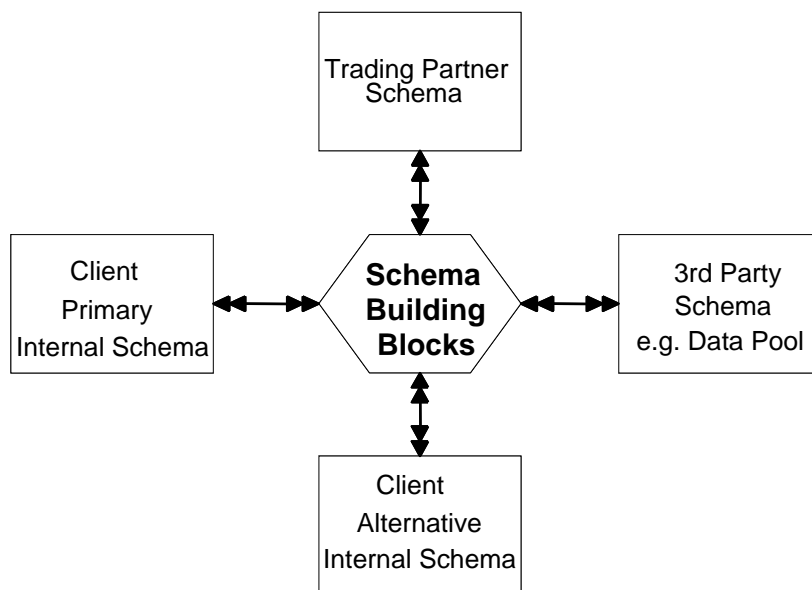 Trading Partner
Schema
Client
Primary
Internal Schema
Schema
Building
Blocks
3rd Party
Schema
e.g. Data Pool
Client
Alternative
Internal Schema